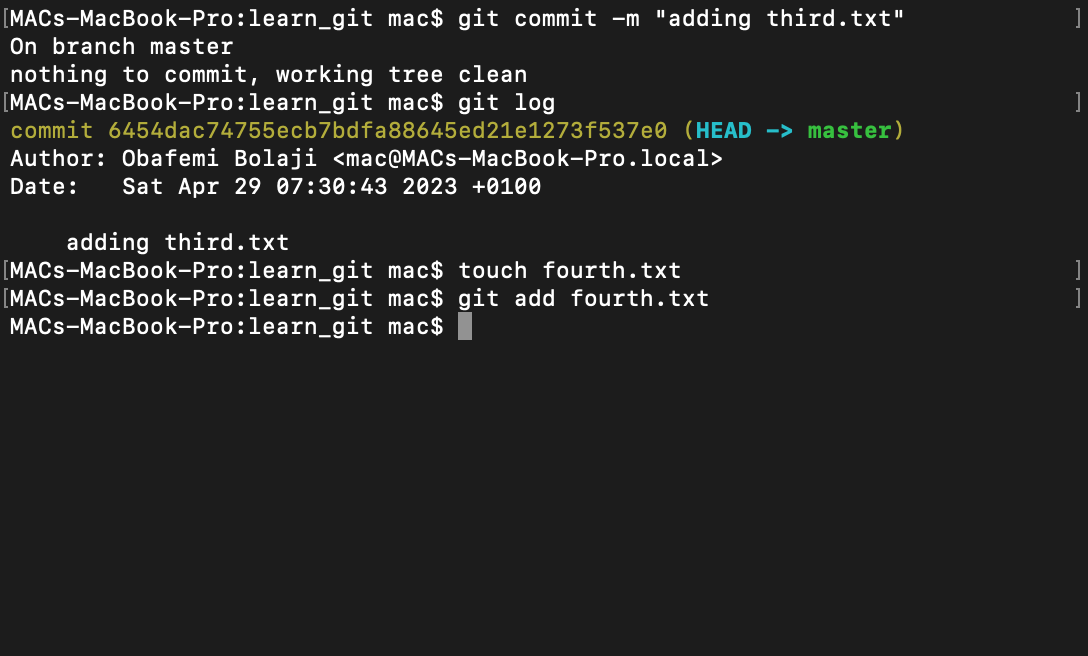 [MACs-MacBook-Pro:learn_git mac$ git commit -m "adding third.txt" ]
On branch master
nothing to commit, working tree clean
[MACs-MacBook-Pro:learn_git mac$ git log ]
commit 6454dac74755ecb7bdfa88645ed21e1273f537e0 (HEAD -> master)
Author: Obafemi Bolaji <mac@MACs-MacBook-Pro.local>
Date:   Sat Apr 29 07:30:43 2023 +0100
    adding third.txt
[MACs-MacBook-Pro:learn_git mac$ touch fourth.txt ]
[MACs-MacBook-Pro:learn_git mac$ git add fourth.txt ]
MACs-MacBook-Pro:learn_git mac$